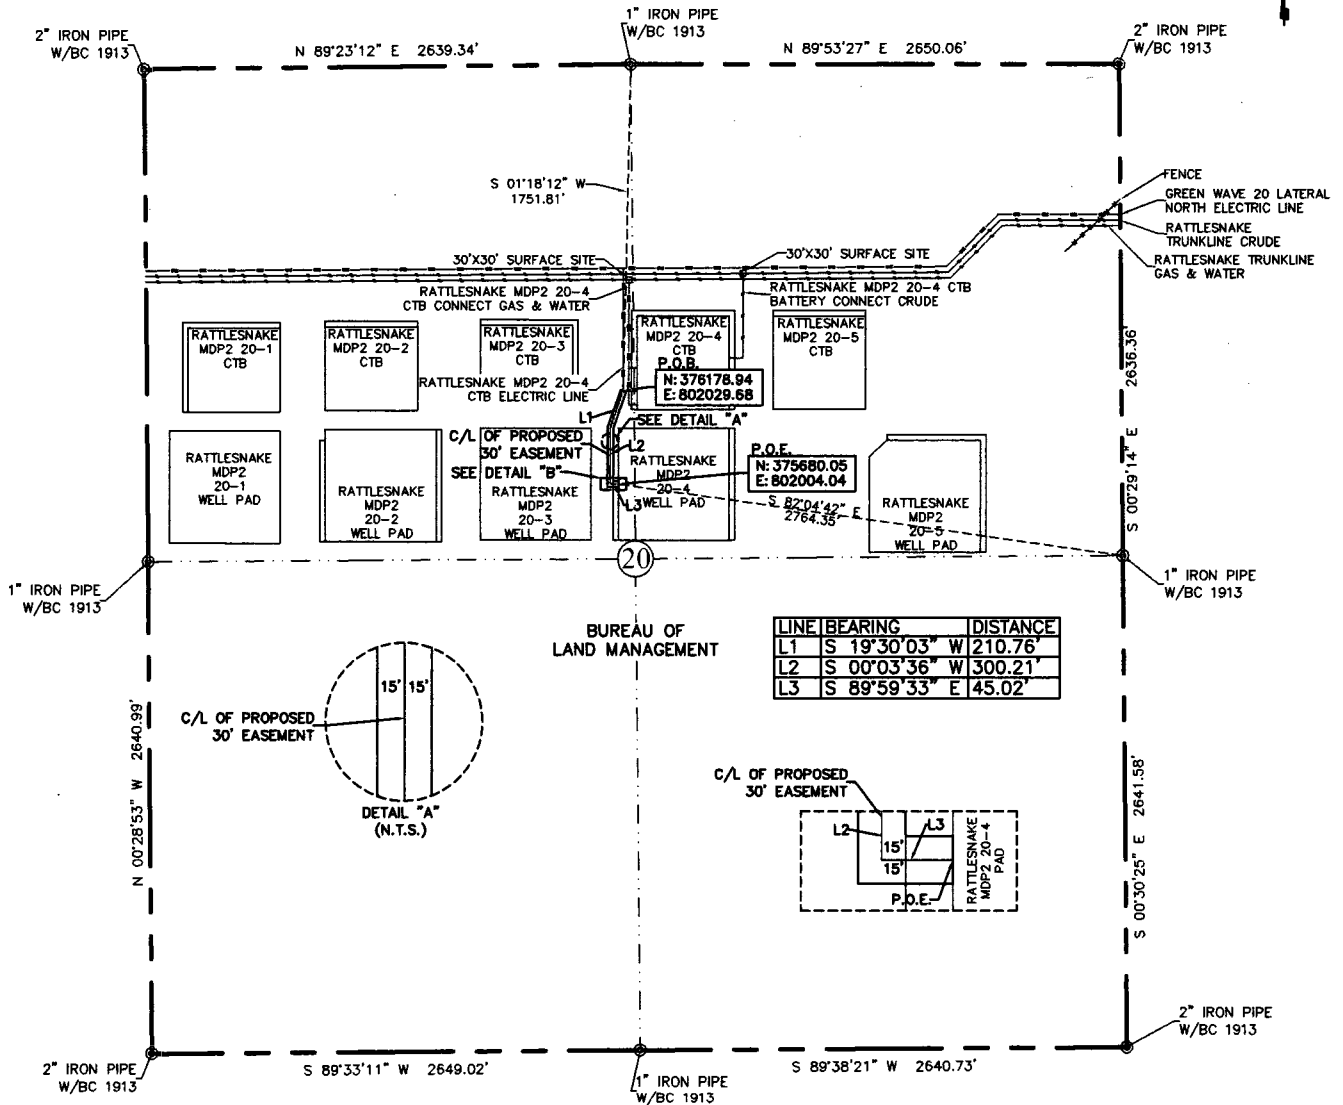 1" IRON PIPE
W/BC 1913
2" IRON PIPE
W/BC 1913
2" IRON PIPE
W/BC 1913
N 89°23'12" E 2639.34'
N 89°53'27" E 2650.06'
S 01°18'12" W
1751.81'
FENCE
GREEN WAVE 20 LATERAL
NORTH ELECTRIC LINE
RATTLESNAKE
TRUNKLINE CRUDE
RATTLESNAKE TRUNKLINE
GAS & WATER
30'X30' SURFACE SITE
30'X30' SURFACE SITE
RATTLESNAKE MDP2 20-4
CTB CONNECT GAS & WATER
RATTLESNAKE MDP2 20-4 CTB
BATTERY CONNECT CRUDE
RATTLESNAKE
MDP2 20-1
CTB
RATTLESNAKE
MDP2 20-2
CTB
RATTLESNAKE
MDP2 20-3
CTB
RATTLESNAKE
MDP2 20-4
CTB
RATTLESNAKE
MDP2 20-5
CTB
RATTLESNAKE MDP2 20-4
CTB ELECTRIC LINE
P.O.B.
N: 376178.94
E: 802029.68
L1
SEE DETAIL "A"
C/L OF PROPOSED
30' EASEMENT
L2
SEE DETAIL "B"
L3
P.O.E.
N: 375680.05
E: 802004.04
S 82°04'42" E
2764.35'
RATTLESNAKE
MDP2
20-1
WELL PAD
RATTLESNAKE
MDP2
20-2
WELL PAD
RATTLESNAKE
MDP2
20-3
WELL PAD
RATTLESNAKE
MDP2
20-4
WELL PAD
RATTLESNAKE
MDP2
20-5
WELL PAD
S 00°29'14" E 2636.36'
20
1" IRON PIPE
W/BC 1913
1" IRON PIPE
W/BC 1913
BUREAU OF
LAND MANAGEMENT
LINE BEARING DISTANCE
L1 S 19°30'03" W 210.76'
L2 S 00°03'36" W 300.21'
L3 S 89°59'33" E 45.02'
N 00°28'53" W 2640.99'
15' 15'
C/L OF PROPOSED
30' EASEMENT
DETAIL "A"
(N.T.S.)
C/L OF PROPOSED
30' EASEMENT
L2
L3
15'
15'
P.O.E.
RATTLESNAKE
MDP2 20-4
PAD
S 00°30'25" E 2641.58'
2" IRON PIPE
W/BC 1913
S 89°33'11" W 2649.02'
S 89°38'21" W 2640.73'
2" IRON PIPE
W/BC 1913
1" IRON PIPE
W/BC 1913